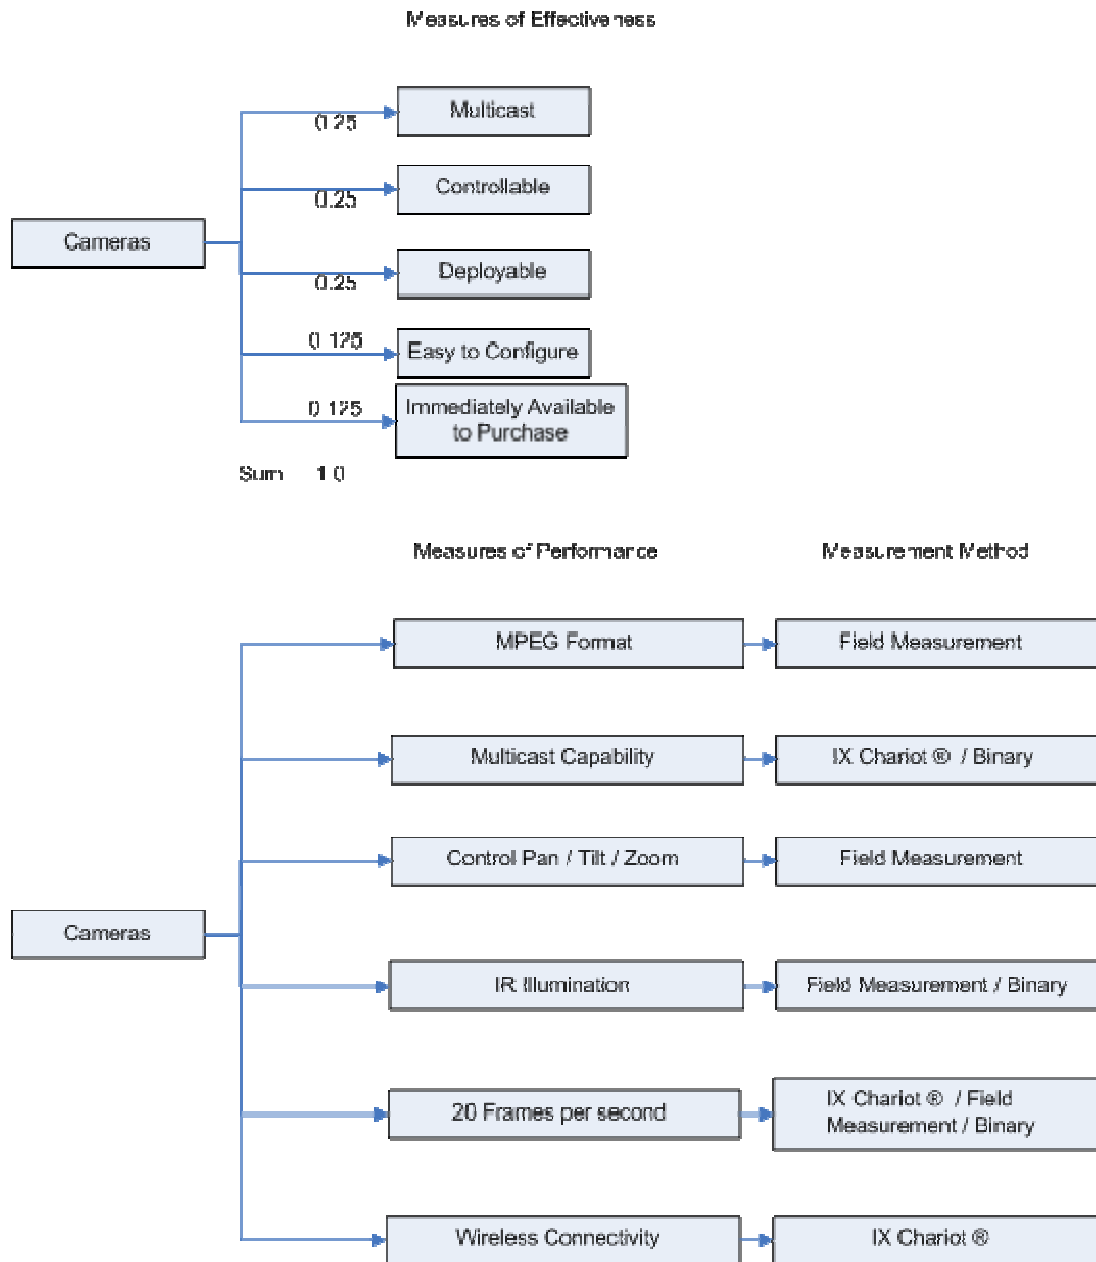 Measures of Effectiveness
Multicast
0.25
Controllable
0.25
Cameras
Deployable
0.25
0.125
Easy to Configure
0.125
Immediately Available
to Purchase
Sum 1.0
Measures of Performance
Measurement Method
MPEG Format
Field Measurement
Multicast Capability
IX Chariot ® / Binary
Control Pan / Tilt / Zoom
Field Measurement
Cameras
IR Illumination
Field Measurement / Binary
20 Frames per second
IX Chariot ® / Field
Measurement / Binary
Wireless Connectivity
IX Chariot ®